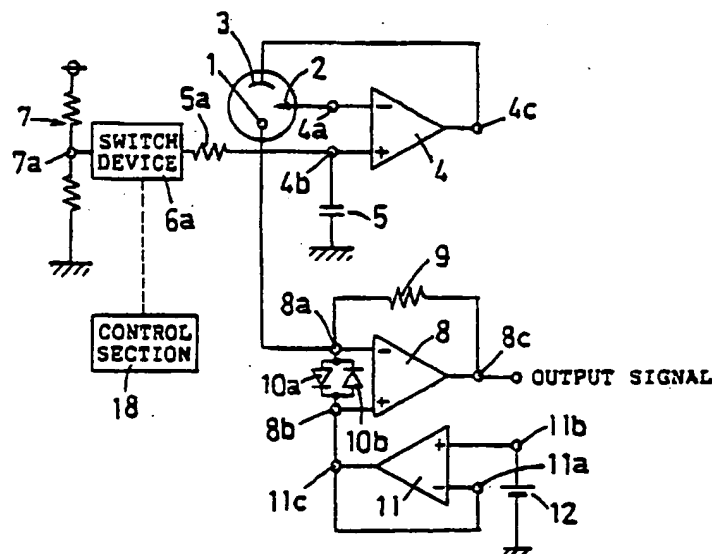 3
1
2
5a
7
4a
4c
7a
SWITCH
DEVICE
4b
4
6a
5
9
8a
8
8c
CONTROL
SECTION
10a
OUTPUT SIGNAL
18
8b
10b
11b
11a
11c
11
12